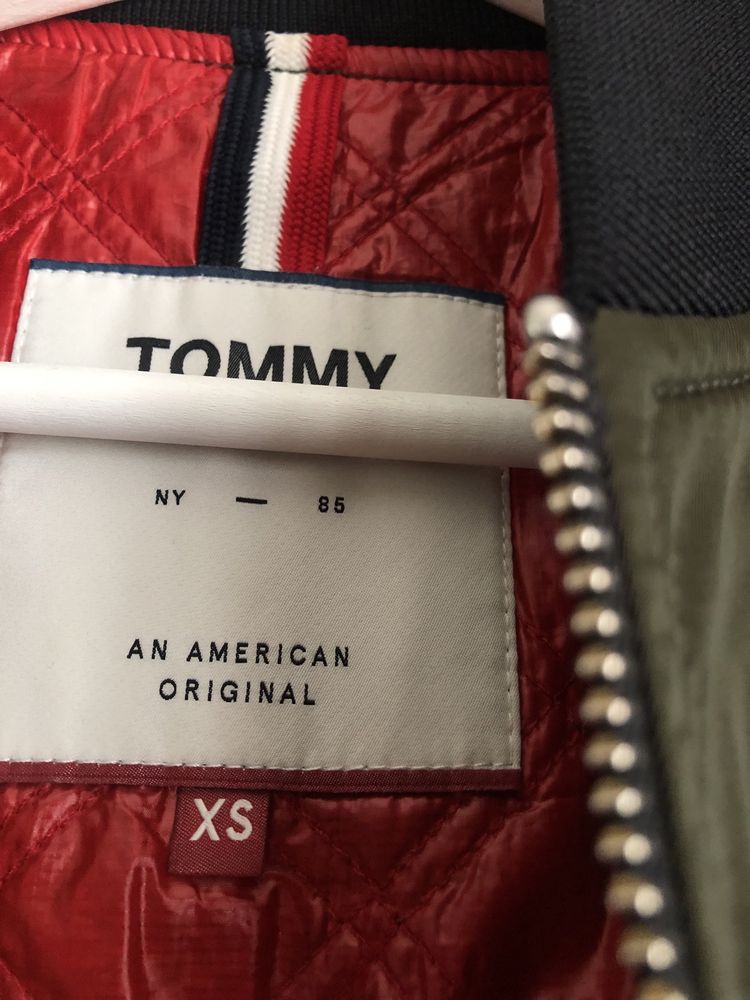 TOMMY
NY — 85
AN AMERICAN
ORIGINAL
XS